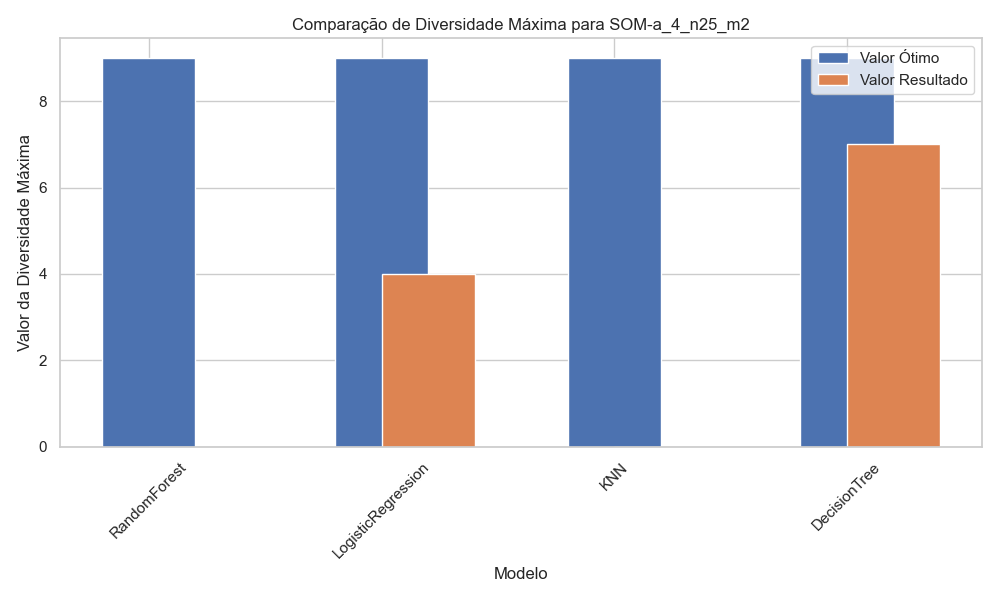 Comparação de Diversidade Máxima para SOM-a_4_n25_m2
Valor Ótimo
Valor Resultado
Valor da Diversidade Máxima
8
6
4
2
0
RandomForest
LogisticRegression
KNN
DecisionTree
Modelo